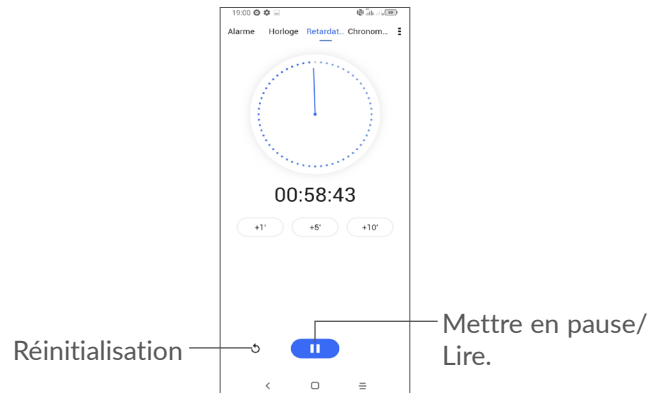 19:00
Alarme Horloge Retardat... Chronom...
00:58:43
+1' +5' +10'
Réinitialisation
Mettre en pause/
Lire.